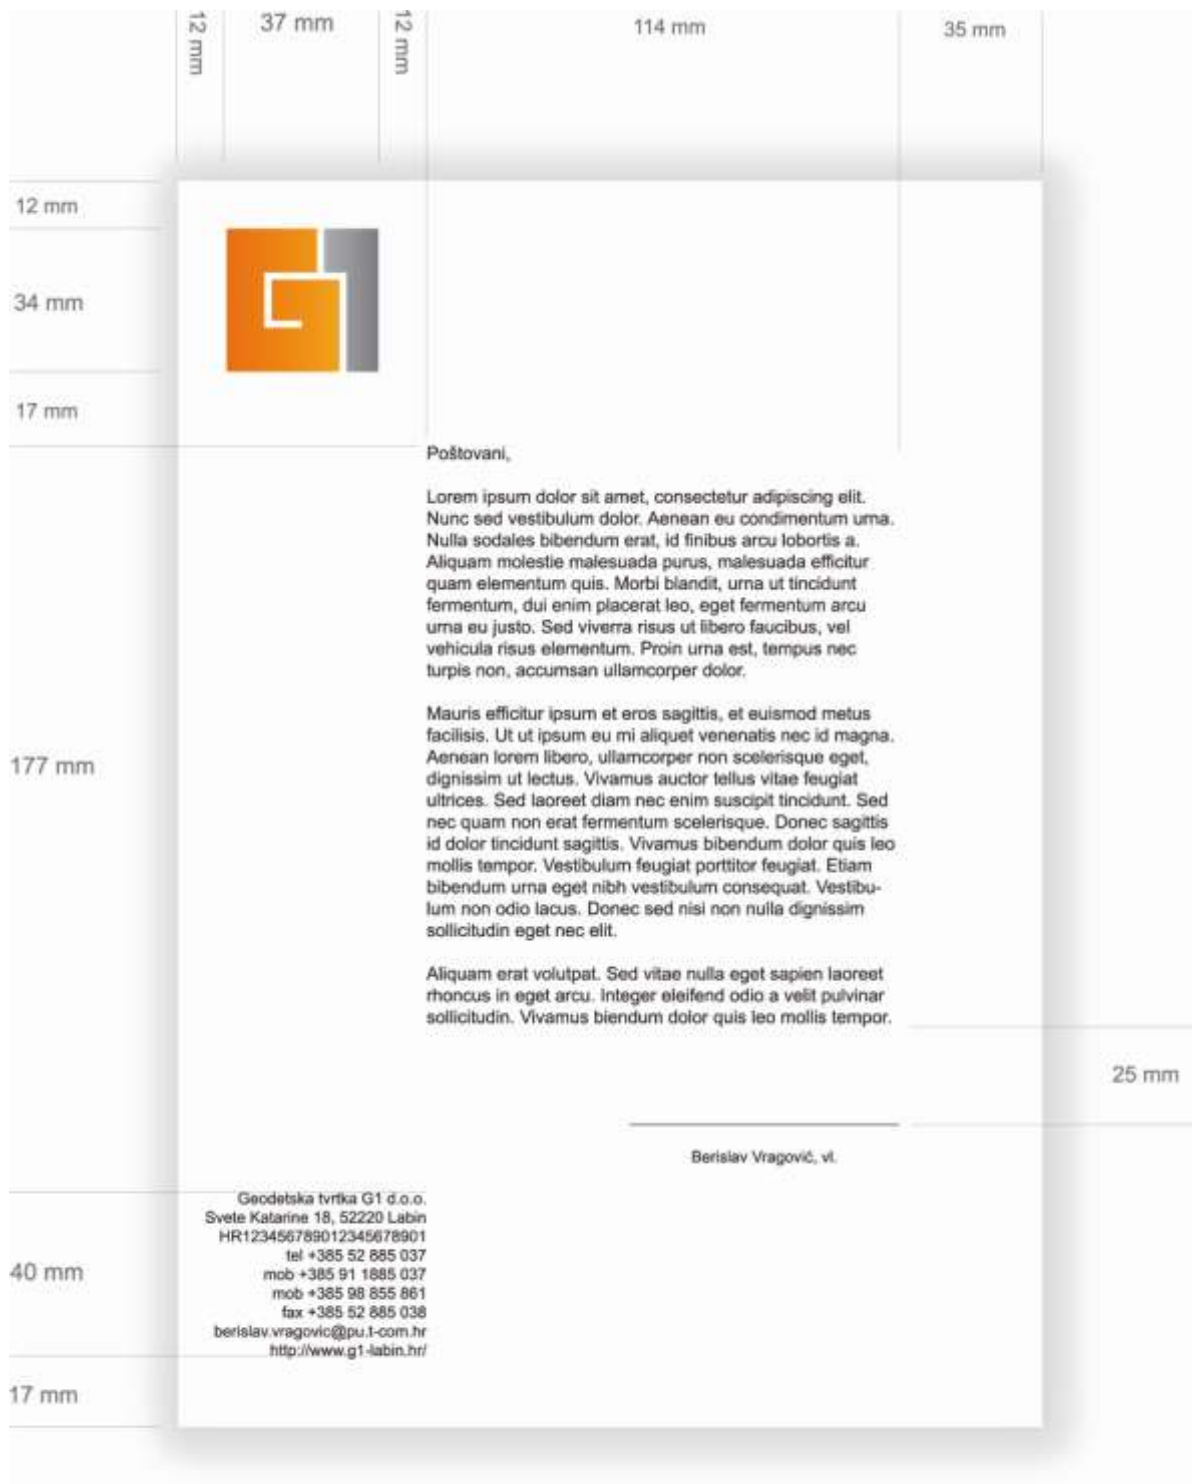 12 mm
37 mm
12 mm
114 mm
35 mm
12 mm
34 mm
G1
17 mm
Poštovani,
Lorem ipsum dolor sit amet, consectetur adipiscing elit.
Nunc sed vestibulum dolor. Aenean eu condimentum urna.
Nulla sodales bibendum erat, id finibus arcu lobortis a.
Aliquam molestie malesuada purus, malesuada efficitur
quam elementum quis. Morbi blandit, urna ut tincidunt
fermentum, dui enim placerat leo, eget fermentum arcu
urna eu justo. Sed viverra risus ut libero faucibus, vel
vehicula risus elementum. Proin urna est, tempus nec
turpis non, accumsan ullamcorper dolor.
Mauris efficitur ipsum et eros sagittis, et euismod metus
facilisis. Ut ut ipsum eu mi aliquet venenatis nec id magna.
Aenean lorem libero, ullamcorper non scelerisque eget,
dignissim ut lectus. Vivamus auctor tellus vitae feugiat
ultrices. Sed laoreet diam nec enim suscipit tincidunt. Sed
nec quam non erat fermentum scelerisque. Donec sagittis
id dolor tincidunt sagittis. Vivamus bibendum dolor quis leo
mollis tempor. Vestibulum feugiat porttitor feugiat. Etiam
bibendum urna eget nibh vestibulum consequat. Vestibu-
lum non odio lacus. Donec sed nisi non nulla dignissim
sollicitudin eget nec elit.
177 mm
Aliquam erat volutpat. Sed vitae nulla eget sapien laoreet
rhoncus in eget arcu. Integer eleifend odio a velit pulvinar
sollicitudin. Vivamus biendum dolor quis leo mollis tempor.
25 mm
Berislav Vragović, vl.
Geodetska tvrtka G1 d.o.o.
Svete Katarine 18, 52220 Labin
HR123456789012345678901
tel +385 52 885 037
mob +385 91 1885 037
mob +385 98 855 861
fax +385 52 885 038
berislav.vragovic@pu.t-com.hr
http://www.g1-labin.hr/
40 mm
17 mm